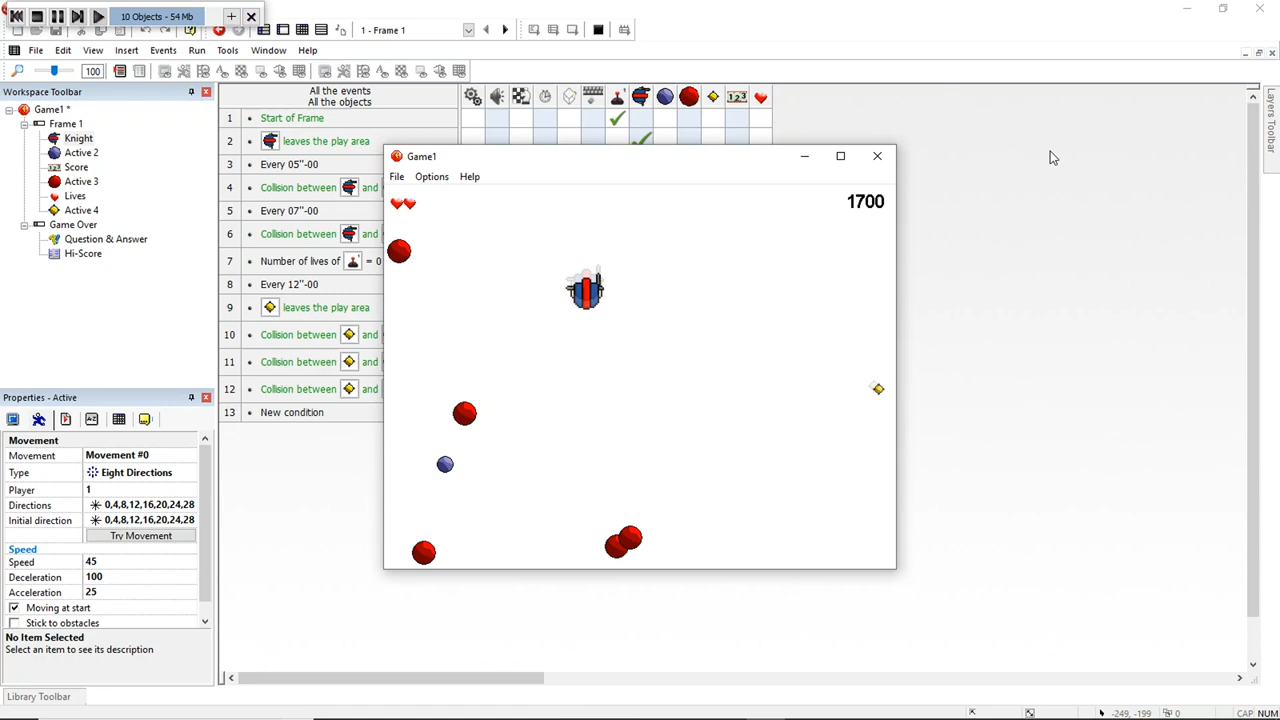 10 Objects - 54 Mb
1 - Frame 1
File Edit View Insert Events Run Tools Window Help
100
Workspace Toolbar
Game1 *
Frame 1
Knight
Active 2
Score
Active 3
Lives
Active 4
Game Over
Question & Answer
Hi-Score
All the events
All the objects
1 • Start of Frame
2 • leaves the play area
3 • Every 05"-00
4 • Collision between and
5 • Every 07"-00
6 • Collision between and
7 • Number of lives of = 0
8 • Every 12"-00
9 • leaves the play area
10 • Collision between and
11 • Collision between and
12 • Collision between and
13 • New condition
Game1
File Options Help
1700
Layers Toolbar
Properties - Active
Movement
Movement Movement #0
Type Eight Directions
Player 1
Directions 0,4,8,12,16,20,24,28
Initial direction 0,4,8,12,16,20,24,28
Try Movement
Speed
Speed 45
Deceleration 100
Acceleration 25
Moving at start
Stick to obstacles
No Item Selected
Select an item to see its description
Library Toolbar
-249, -199
0
CAP NUM